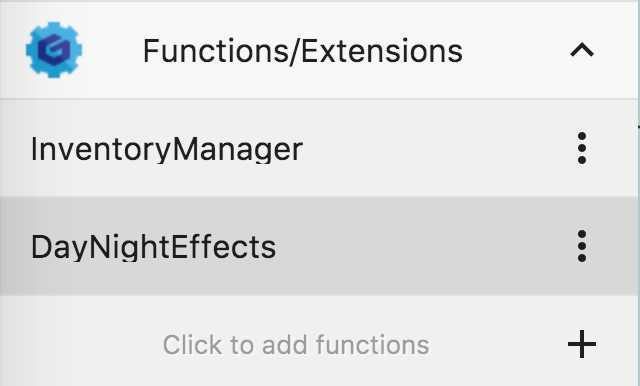 Functions/Extensions
InventoryManager
DayNightEffects
Click to add functions